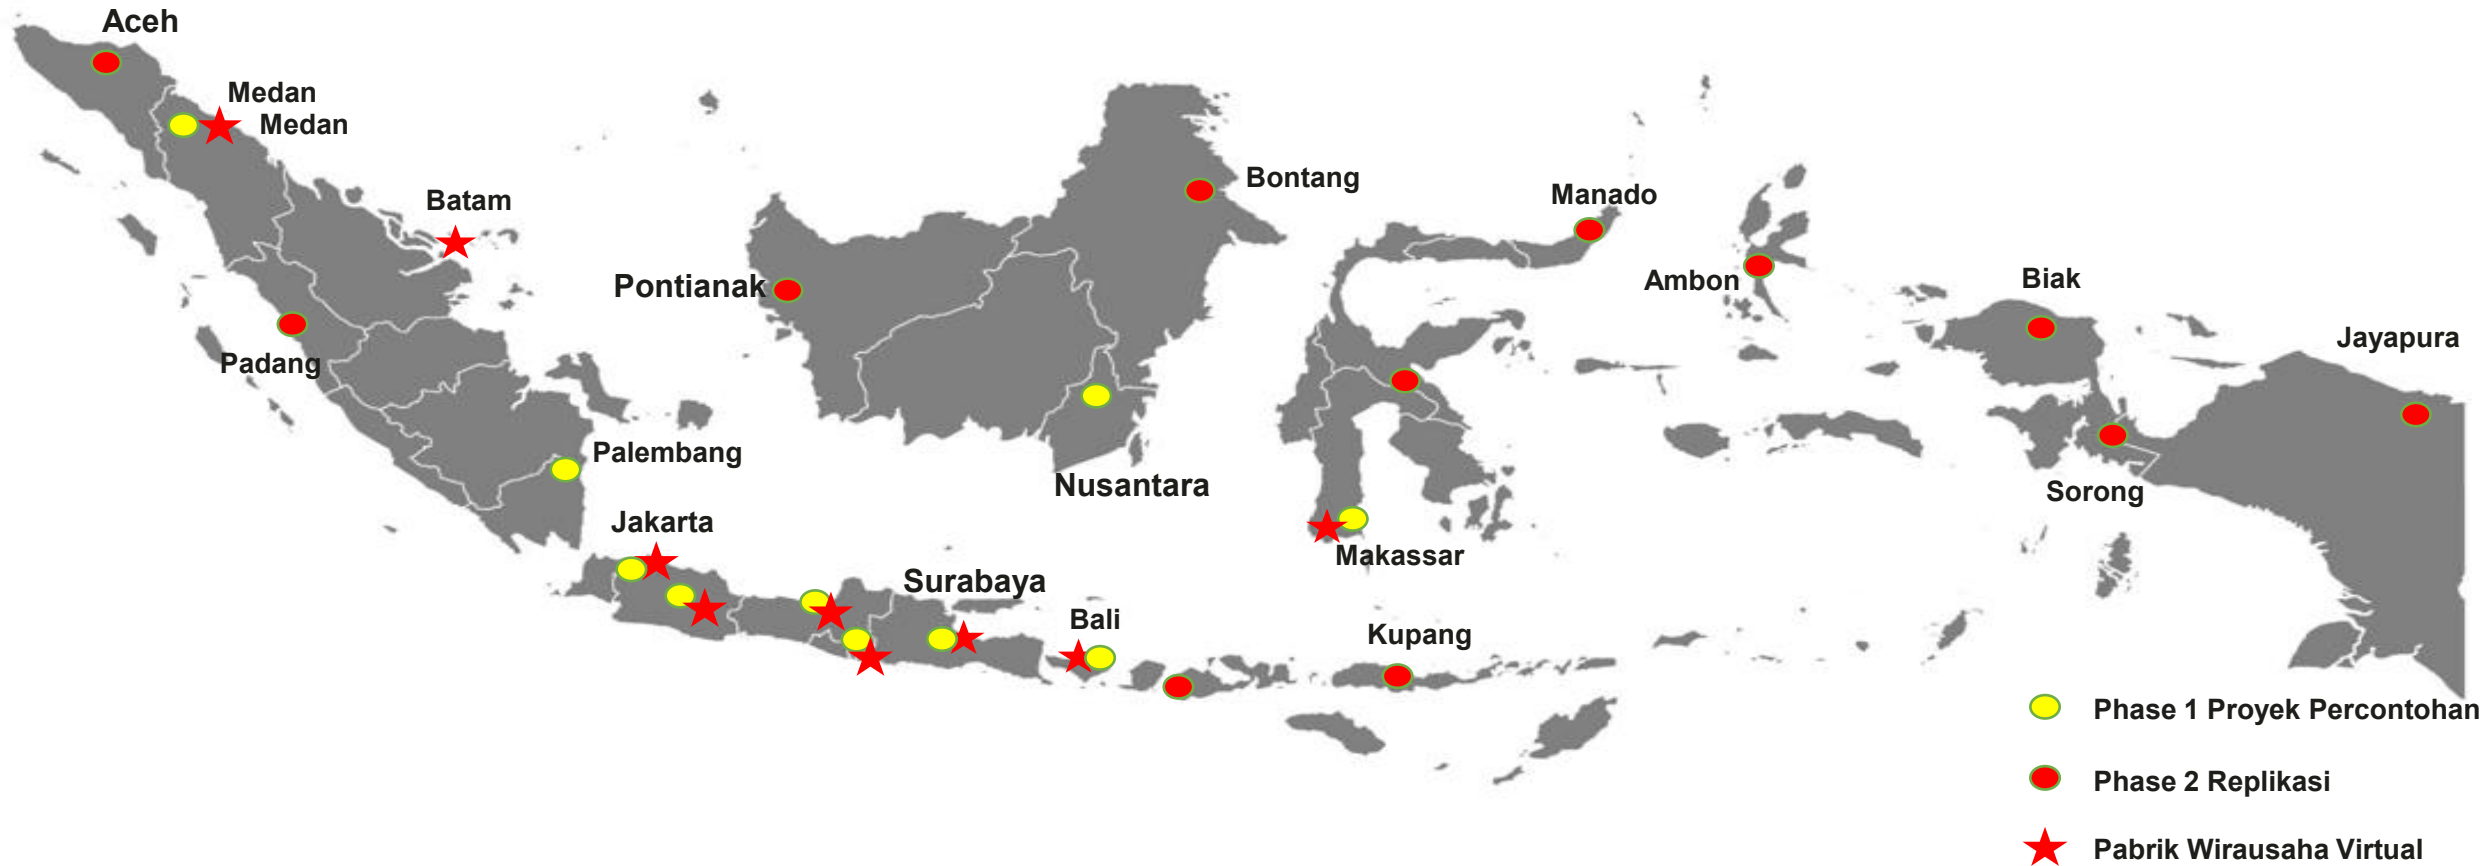 Aceh
Medan
Medan
Batam
Bontang
Manado
Pontianak
Ambon
Biak
Jayapura
Padang
Palembang
Nusantara
Sorong
Jakarta
Makassar
Surabaya
Bali
Kupang
Phase 1 Proyek Percontohan
Phase 2 Replikasi
Pabrik Wirausaha Virtual